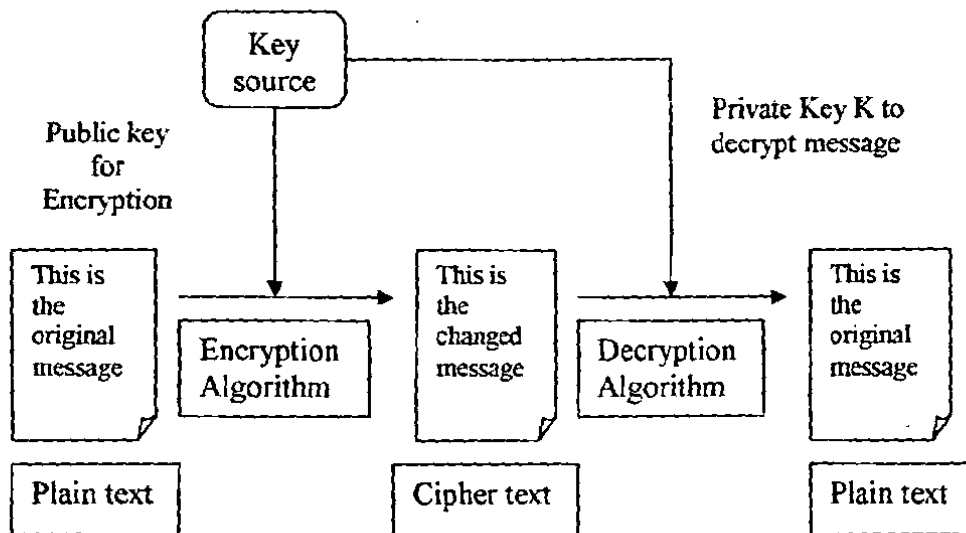 Key
source
Public key
for
Encryption
Private Key K to
decrypt message
This is
the
original
message
Encryption
Algorithm
This is
the
changed
message
Decryption
Algorithm
This is
the
original
message
Plain text
Cipher text
Plain text